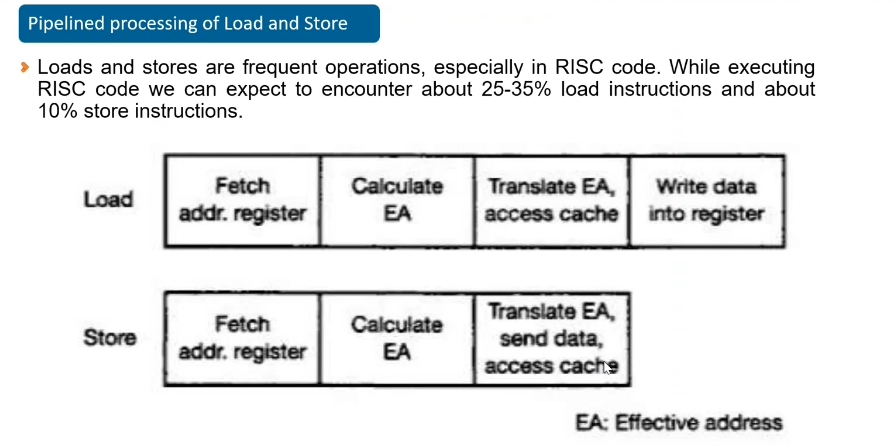 Pipelined processing of Load and Store
Loads and stores are frequent operations, especially in RISC code. While executing
RISC code we can expect to encounter about 25-35% load instructions and about
10% store instructions.
Load
Fetch
addr. register
Calculate
EA
Translate EA,
access cache
Write data
into register
Store
Fetch
addr. register
Calculate
EA
Translate EA,
send data,
access cache
EA: Effective address